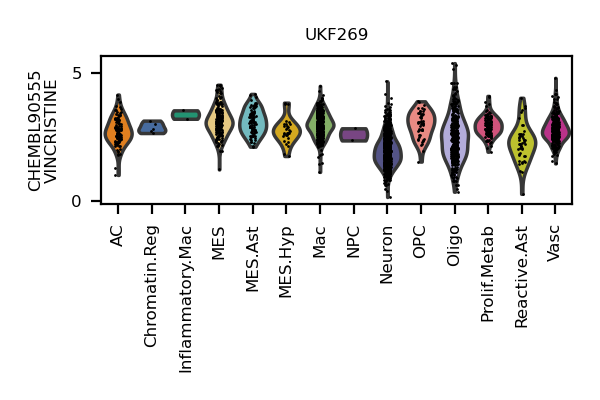 UKF269
CHEMBL90555
VINCRISTINE
5
0
AC
Chromatin.Reg
Inflammatory.Mac
MES
MES.Ast
MES.Hyp
Mac
NPC
Neuron
OPC
Oligo
Prolif.Metab
Reactive.Ast
Vasc